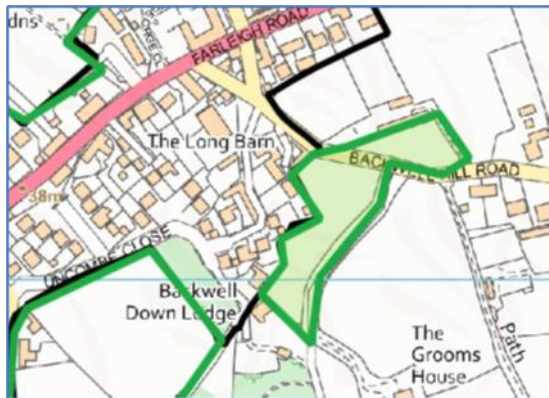 dns
FARLEIGH ROAD
The Long Barn
BACKWELL HILL ROAD
38m
UNCOMBE CLOSE
Backwell
Down Lodge
The
Grooms
House
Path